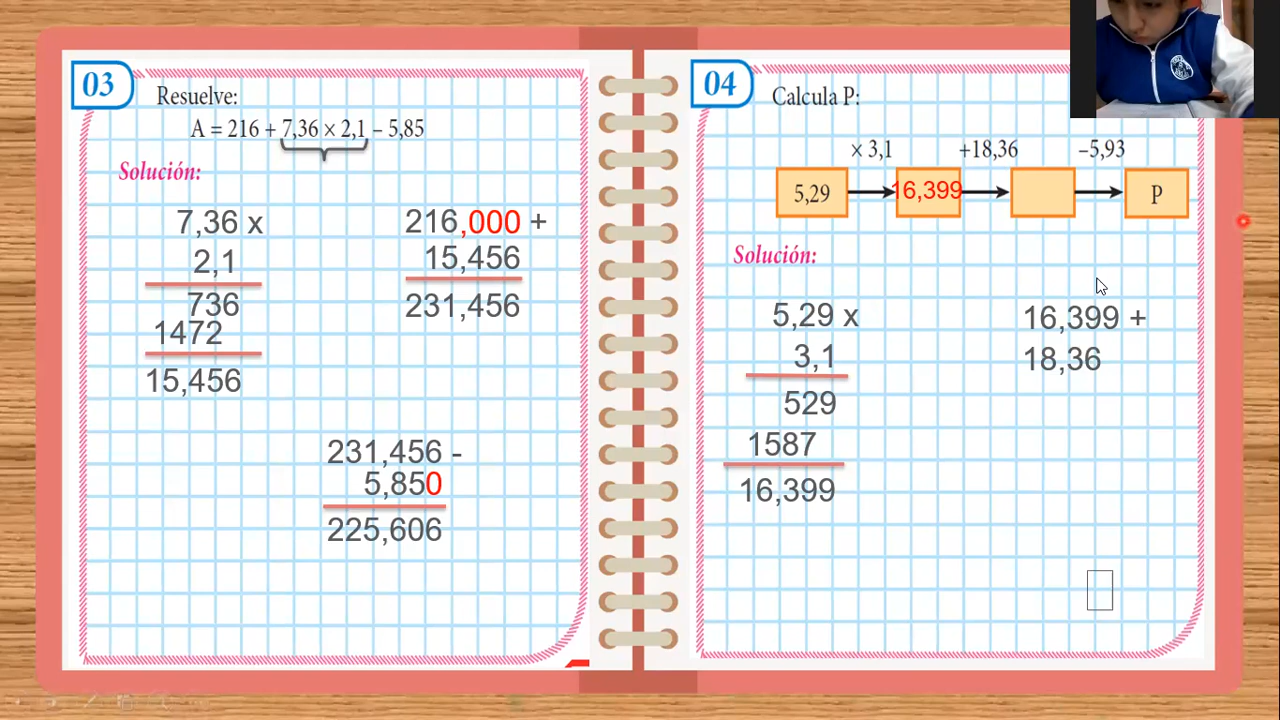 03
Resuelve:
A = 216 + 7,36 × 2,1 – 5,85
Solución:
7,36 x
2,1
736
1472
15,456
216,000 +
15,456
231,456
231,456 -
5,850
225,606
04
Calcula P:
× 3,1 +18,36 –5,93
5,29 16,399 P
Solución:
5,29 x
3,1
529
1587
16,399
16,399 +
18,36